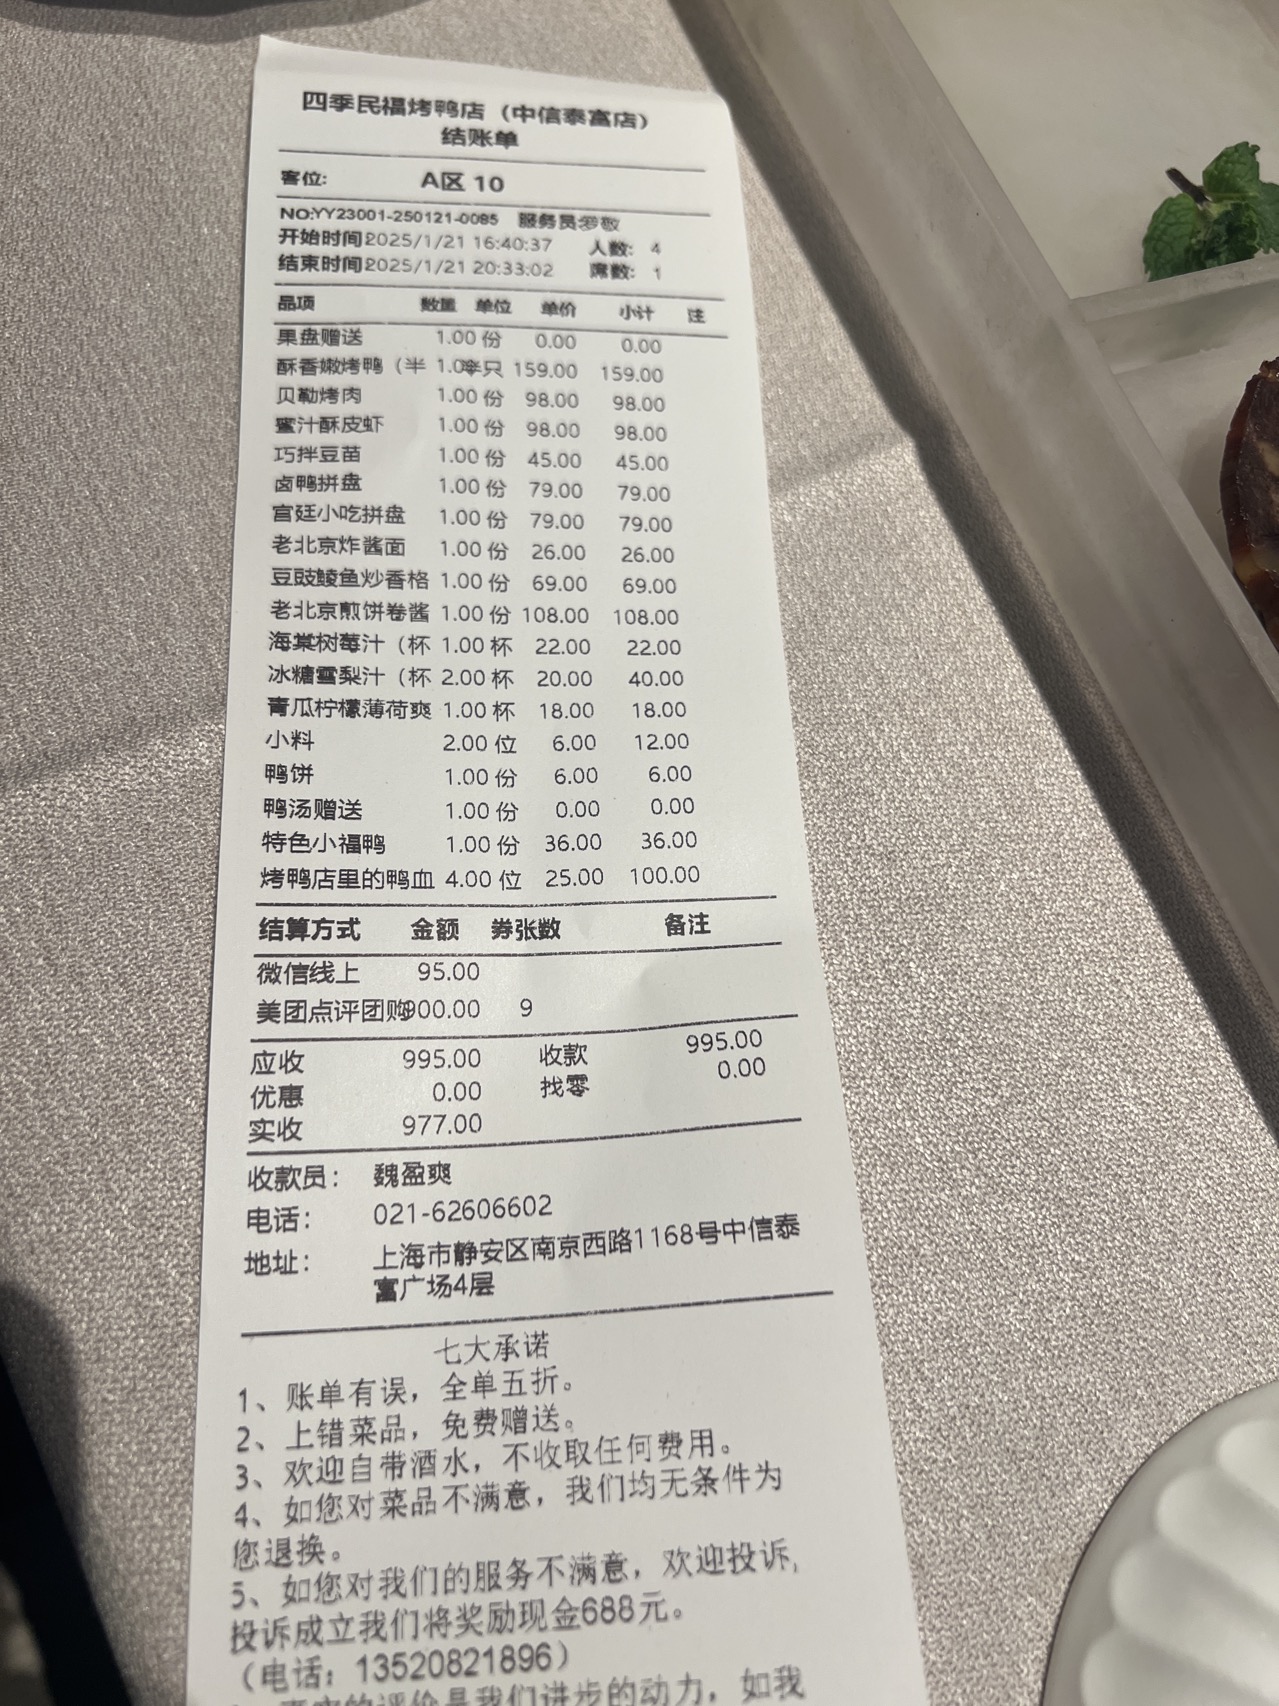 四季民福烤鸭店（中信泰富店）
结账单
客位: A区 10
NO:YY23001-250121-0085 服务员:罗敬
开始时间 2025/1/21 16:40:37 人数: 4
结束时间 2025/1/21 20:33:02 席数: 1
品项 数量 单位 单价 小计 注
果盘赠送 1.00 份 0.00 0.00
酥香嫩烤鸭（半 1.00 半只 159.00 159.00
贝勒烤肉 1.00 份 98.00 98.00
蜜汁酥皮虾 1.00 份 98.00 98.00
巧拌豆苗 1.00 份 45.00 45.00
卤鸭拼盘 1.00 份 79.00 79.00
宫廷小吃拼盘 1.00 份 79.00 79.00
老北京炸酱面 1.00 份 26.00 26.00
豆豉鲮鱼炒香格 1.00 份 69.00 69.00
老北京煎饼卷酱 1.00 份 108.00 108.00
海棠树莓汁（杯 1.00 杯 22.00 22.00
冰糖雪梨汁（杯 2.00 杯 20.00 40.00
青瓜柠檬薄荷爽 1.00 杯 18.00 18.00
小料 2.00 位 6.00 12.00
鸭饼 1.00 份 6.00 6.00
鸭汤赠送 1.00 份 0.00 0.00
特色小福鸭 1.00 份 36.00 36.00
烤鸭店里的鸭血 4.00 位 25.00 100.00
结算方式 金额 券张数 备注
微信线上 95.00
美团点评团购 900.00 9
应收 995.00 收款 995.00
优惠 0.00 找零 0.00
实收 977.00
收款员： 魏盈爽
电话： 021-62606602
地址： 上海市静安区南京西路1168号中信泰
富广场4层
七大承诺
1、账单有误，全单五折。
2、上错菜品，免费赠送。
3、欢迎自带酒水，不收取任何费用。
4、如您对菜品不满意，我们均无条件为
您退换。
5、如您对我们的服务不满意，欢迎投诉,
投诉成立我们将奖励现金688元。
（电话：13520821896）
的评价是我们进步的动力，如我